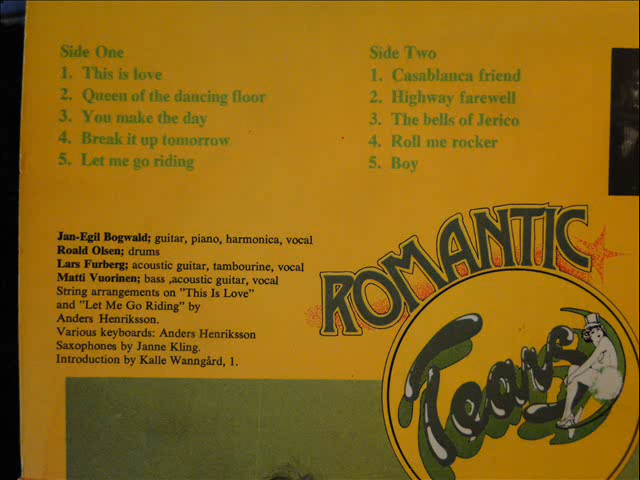 Side One
1. This is love
2. Queen of the dancing floor
3. You make the day
4. Break it up tomorrow
5. Let me go riding
Side Two
1. Casablanca friend
2. Highway farewell
3. The bells of Jerico
4. Roll me rocker
5. Boy
Jan-Egil Bogwald; guitar, piano, harmonica, vocal
Roald Olsen; drums
Lars Furberg; acoustic guitar, tambourine, vocal
Matti Vuorinen; bass ,acoustic guitar, vocal
String arrangements on "This Is Love"
and "Let Me Go Riding" by
Anders Henriksson.
Various keyboards: Anders Henriksson
Saxophones by Janne Kling.
Introduction by Kalle Wanngård, 1.
ROMANTIC
Tears